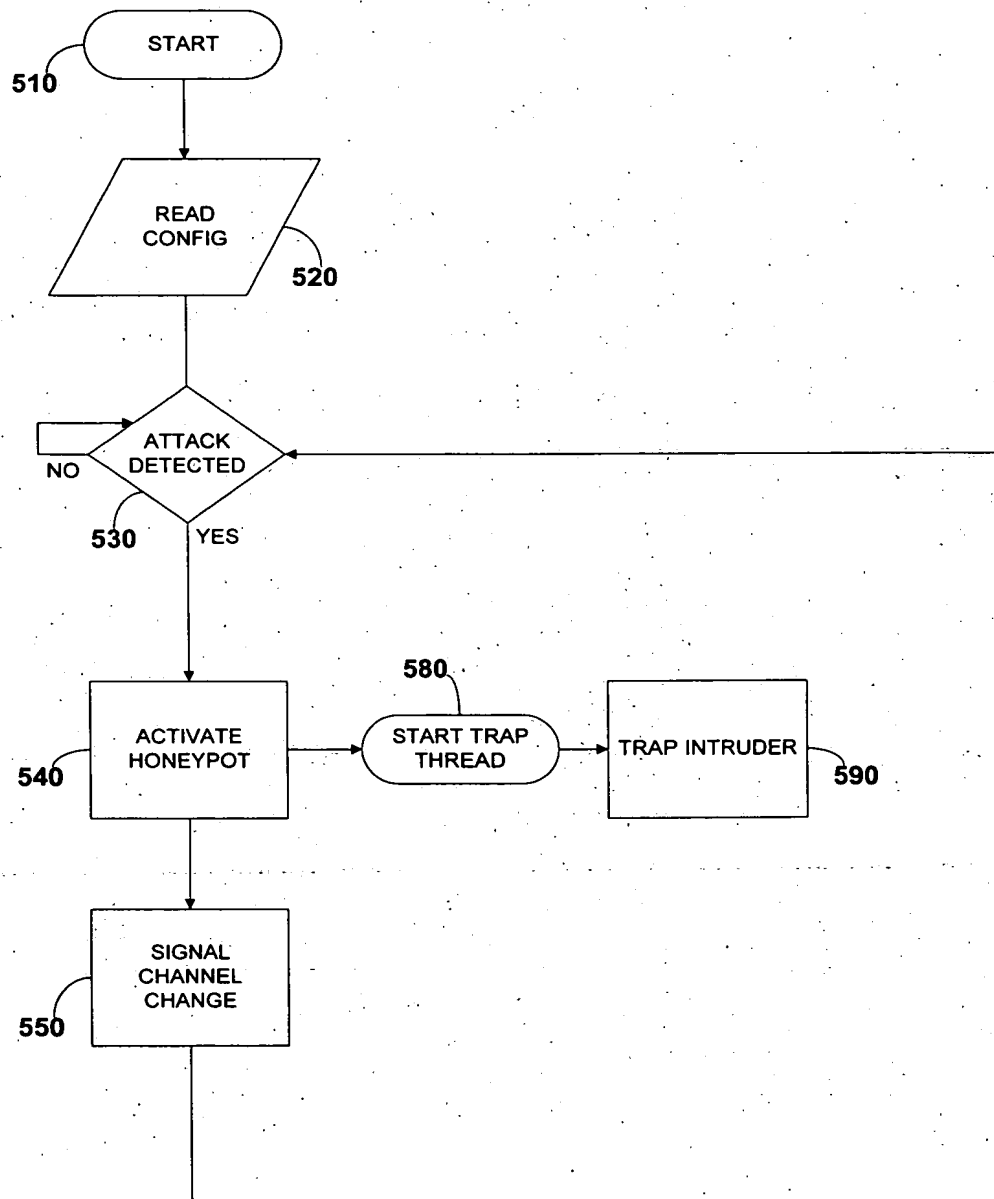 START
510
READ
CONFIG
520
ATTACK
DETECTED
NO
530
YES
580
ACTIVATE
HONEYPOT
540
START TRAP
THREAD
TRAP INTRUDER
590
SIGNAL
CHANNEL
CHANGE
550